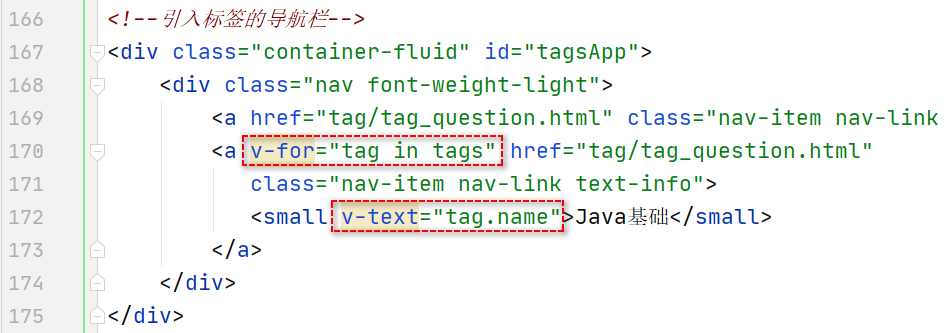 166 <!--引入标签的导航栏-->
167 <div class="container-fluid" id="tagsApp">
168 <div class="nav font-weight-light">
169 <a href="tag/tag_question.html" class="nav-item nav-link
170 <a v-for="tag in tags" href="tag/tag_question.html"
171 class="nav-item nav-link text-info">
172 <small v-text="tag.name">Java基础</small>
173 </a>
174 </div>
175 </div>